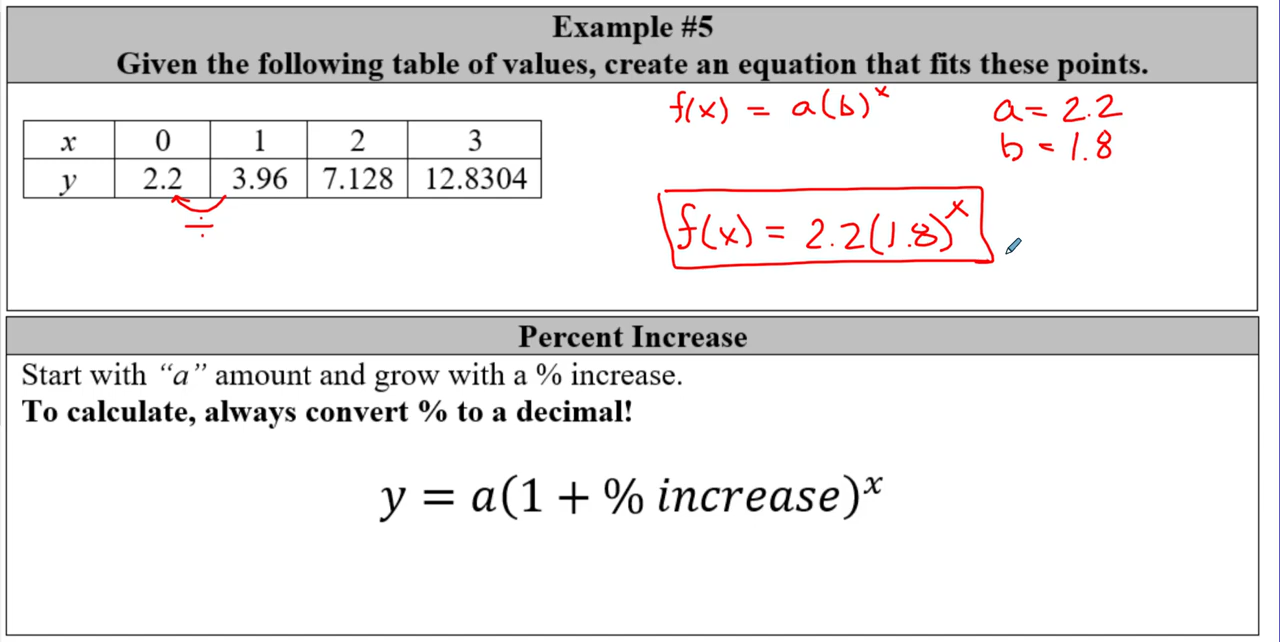 Example #5
Given the following table of values, create an equation that fits these points.
f(x) = a(b)^x
a = 2.2
b = 1.8
x 0 1 2 3
y 2.2 3.96 7.128 12.8304
÷
f(x) = 2.2(1.8)^x
Percent Increase
Start with “a” amount and grow with a % increase.
To calculate, always convert % to a decimal!
y = a(1 + % increase)^x